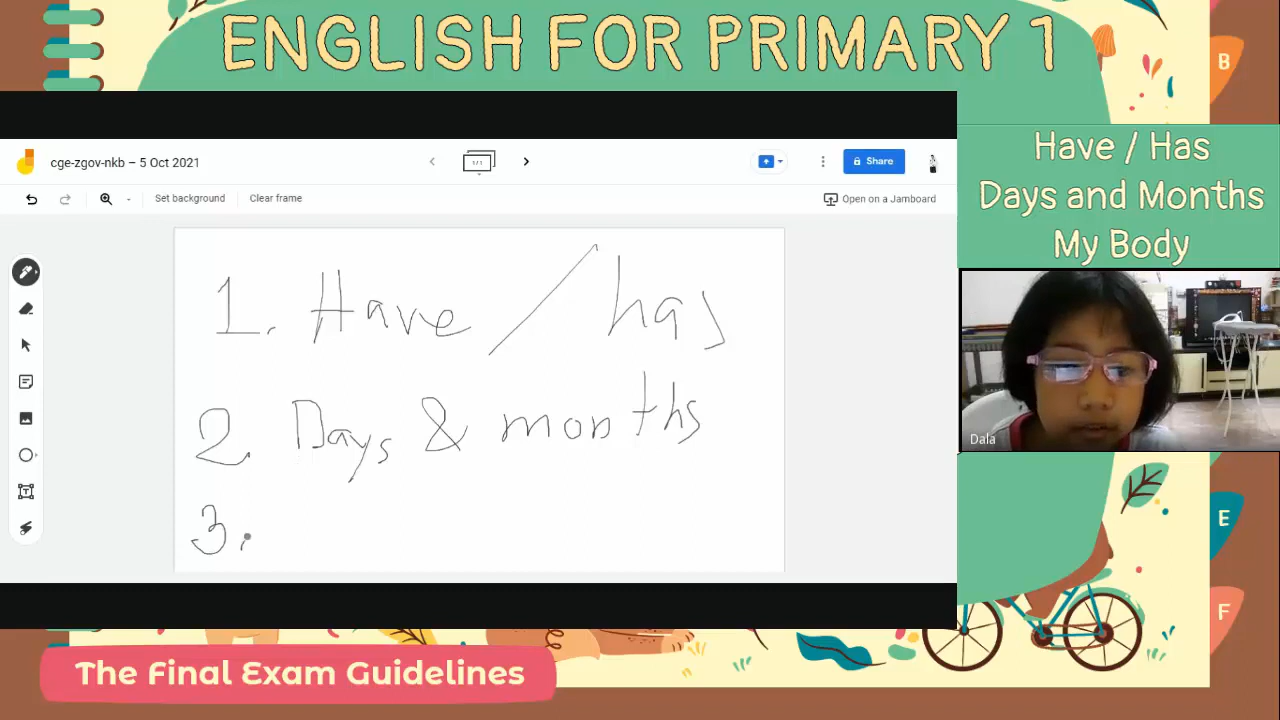 ENGLISH FOR PRIMARY 1
B
cge-zgov-nkb – 5 Oct 2021
1/1
Share
Set background
Clear frame
Open on a Jamboard
Have / Has
Days and Months
My Body
1. Have / has
2. Days & months
3.
Dala
E
F
The Final Exam Guidelines